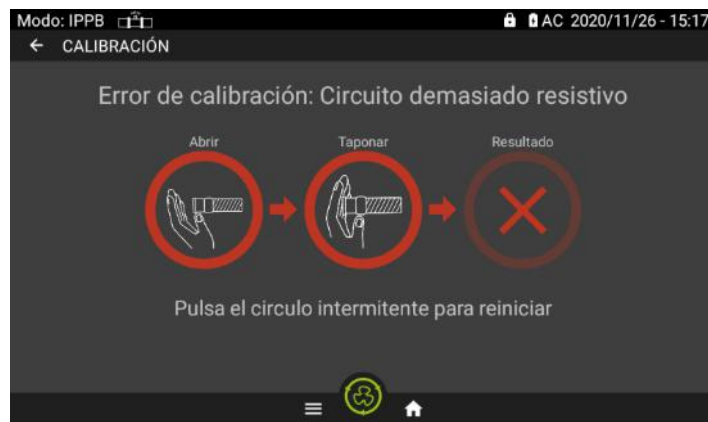 Modo: IPPB
AC 2020/11/26 - 15:17
CALIBRACIÓN
Error de calibración: Circuito demasiado resistivo
Abrir
Taponar
Resultado
Pulsa el circulo intermitente para reiniciar